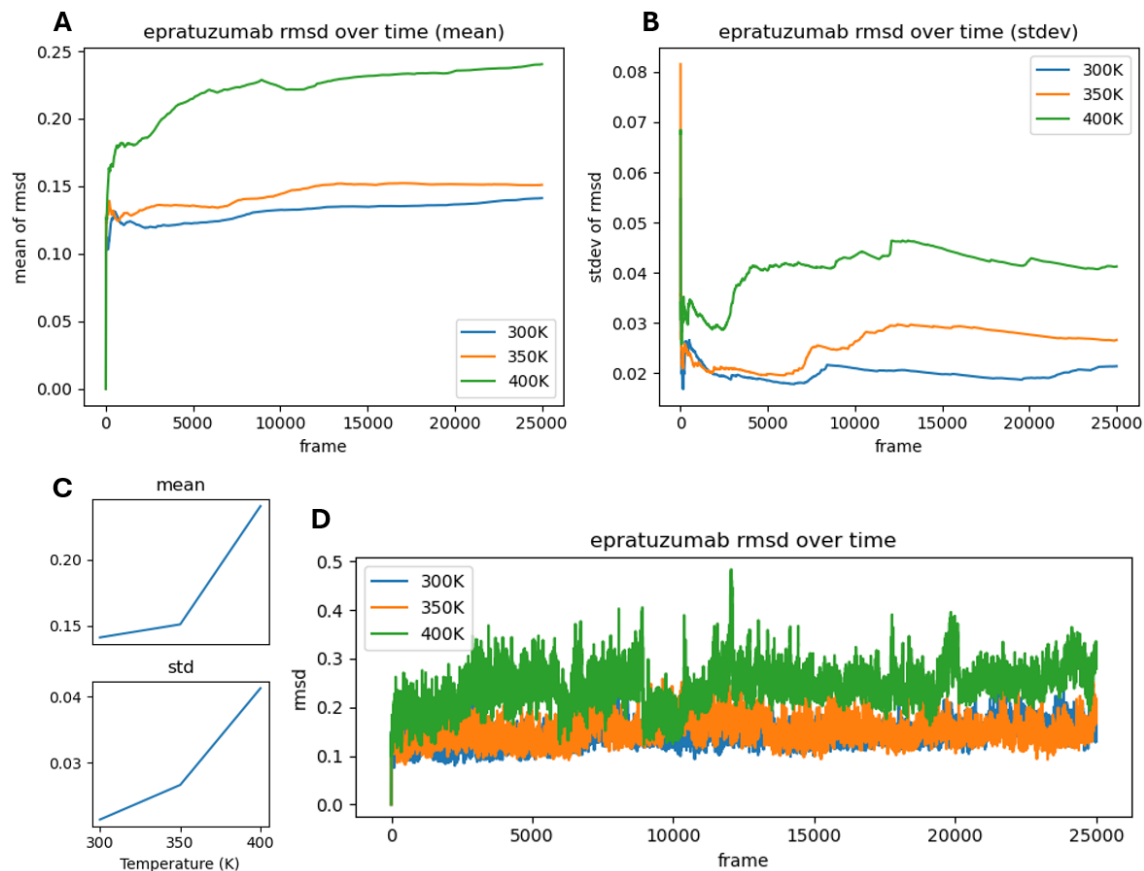 A
epratuzumab rmsd over time (mean)
mean of rmsd
0.25
0.20
0.15
0.10
0.05
0.00
300K
350K
400K
0 5000 10000 15000 20000 25000
frame
B
epratuzumab rmsd over time (stdev)
stdev of rmsd
0.08
0.07
0.06
0.05
0.04
0.03
0.02
300K
350K
400K
0 5000 10000 15000 20000 25000
frame
C
mean
0.20
0.15
std
0.04
0.03
300 350 400
Temperature (K)
D
epratuzumab rmsd over time
rmsd
0.5
0.4
0.3
0.2
0.1
0.0
300K
350K
400K
0 5000 10000 15000 20000 25000
frame